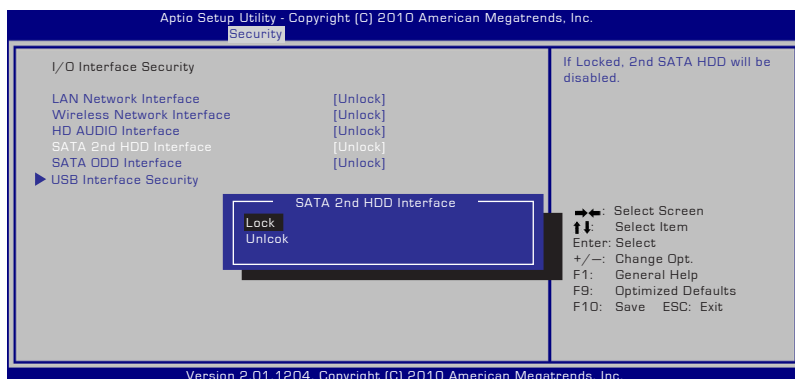 Aptio Setup Utility - Copyright (C) 2010 American Megatrends, Inc.
Security
I/O Interface Security
LAN Network Interface [Unlock]
Wireless Network Interface [Unlock]
HD AUDIO Interface [Unlock]
SATA 2nd HDD Interface [Unlock]
SATA ODD Interface [Unlock]
USB Interface Security
SATA 2nd HDD Interface
Lock
Unlcok
If Locked, 2nd SATA HDD will be
disabled.
→←: Select Screen
↑↓: Select Item
Enter: Select
+/—: Change Opt.
F1: General Help
F9: Optimized Defaults
F10: Save ESC: Exit
Version 2.01.1204. Copyright (C) 2010 American Megatrends, Inc.